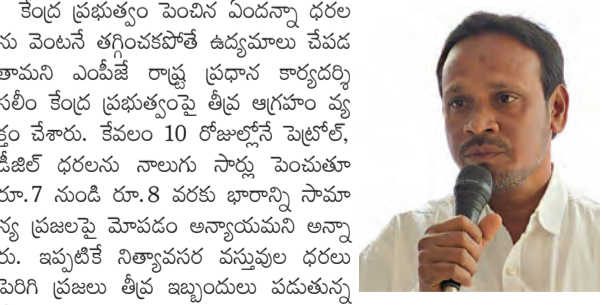 కేంద్ర ప్రభుత్వం పెంచిన ఏందన్నా ధరల
ను వెంటనే తగ్గించకపోతే ఉద్యమాలు చేపడ
తామని ఎంపీజే రాష్ట్ర ప్రధాన కార్యదర్శి
సలీం కేంద్ర ప్రభుత్వంపై తీవ్ర ఆగ్రహం వ్య
క్తం చేశారు. కేవలం 10 రోజుల్లోనే పెట్రోల్,
డీజిల్ ధరలను నాలుగు సార్లు పెంచుతూ
రూ.7 నుండి రూ.8 వరకు భారాన్ని సామా
న్య ప్రజలపై మోపడం అన్యాయమని అన్నా
రు. ఇప్పటికే నిత్యావసర వస్తువుల ధరలు
పెరిగి ప్రజలు తీవ్ర ఇబ్బందులు పడుతున్న